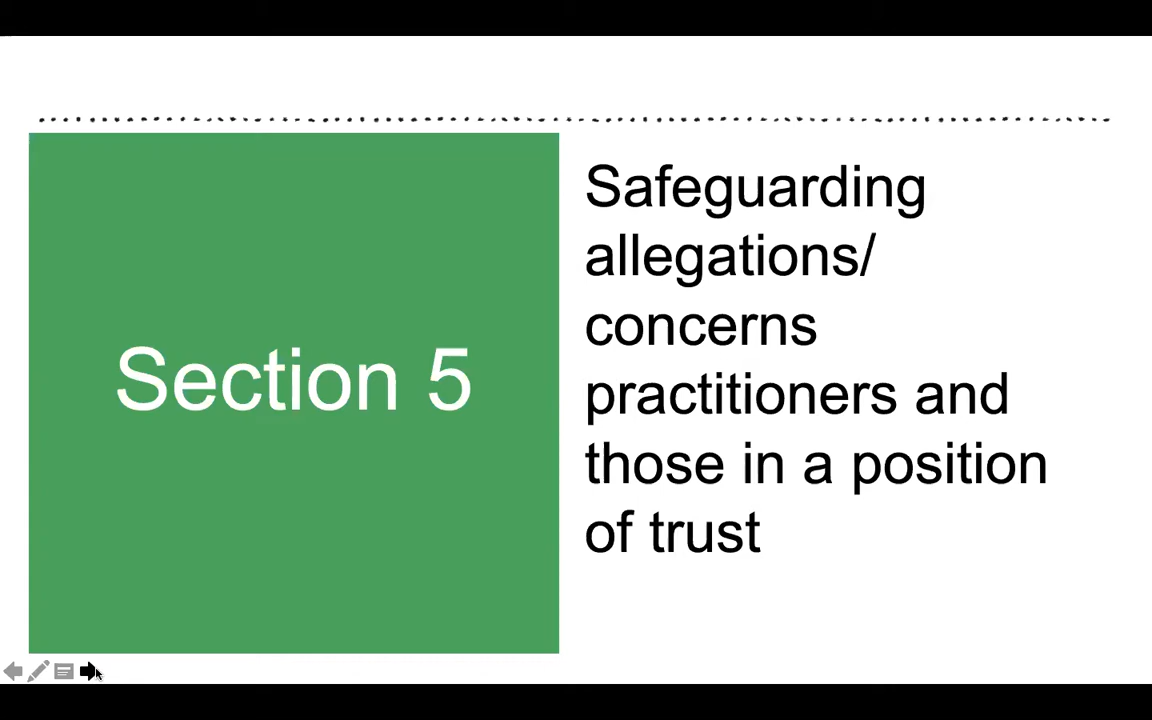 Section 5
Safeguarding
allegations/
concerns
practitioners and
those in a position
of trust